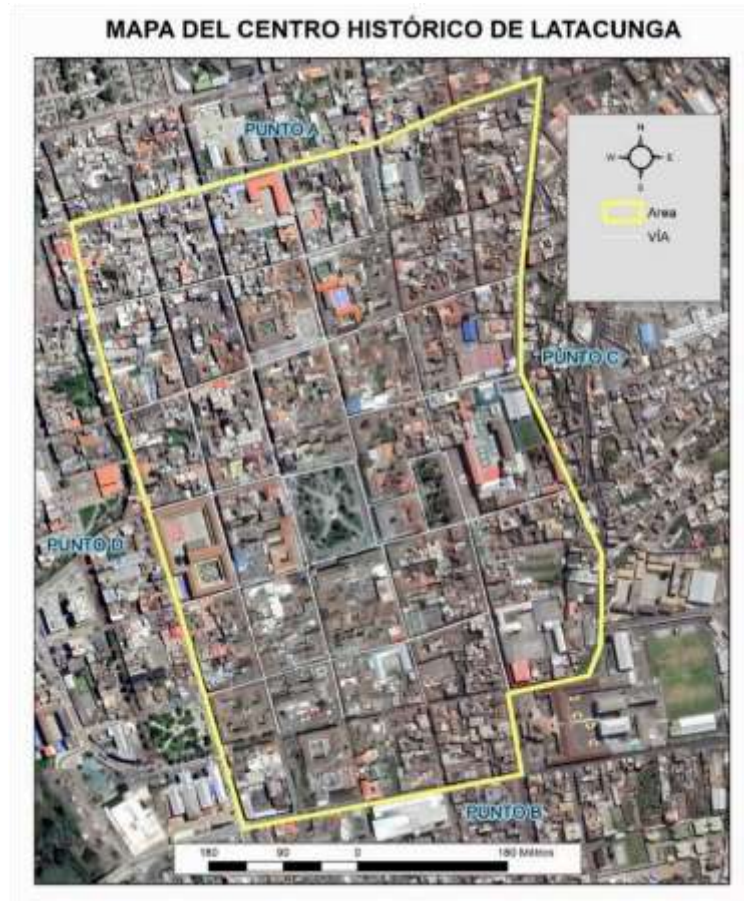 MAPA DEL CENTRO HISTÓRICO DE LATACUNGA
PUNTO A
N
W
E
S
Area
VÍA
PUNTO C
PUNTO D
PUNTO B
180 90 0 180 Metros